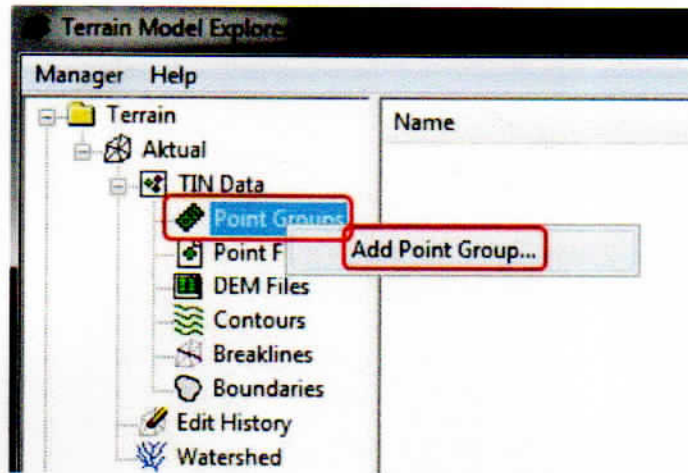 Terrain Model Explore
Manager Help
Terrain
Name
Aktual
TIN Data
Point Groups
Add Point Group...
Point F
DEM Files
Contours
Breaklines
Boundaries
Edit History
Watershed